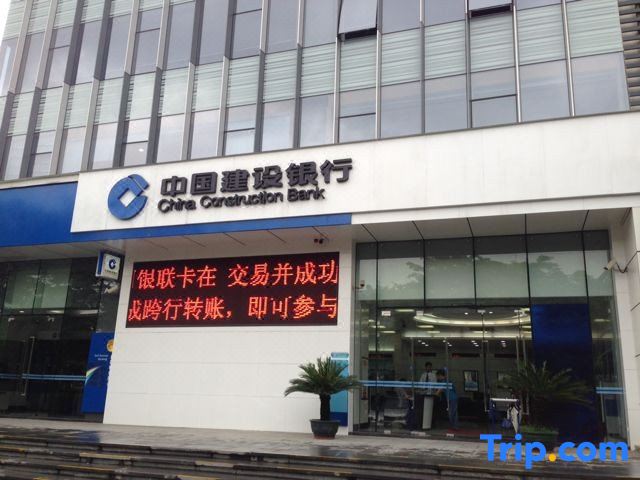 中国建设银行
China Construction Bank
银联卡在 交易并成功
或跨行转账，即可参与
Trip.com